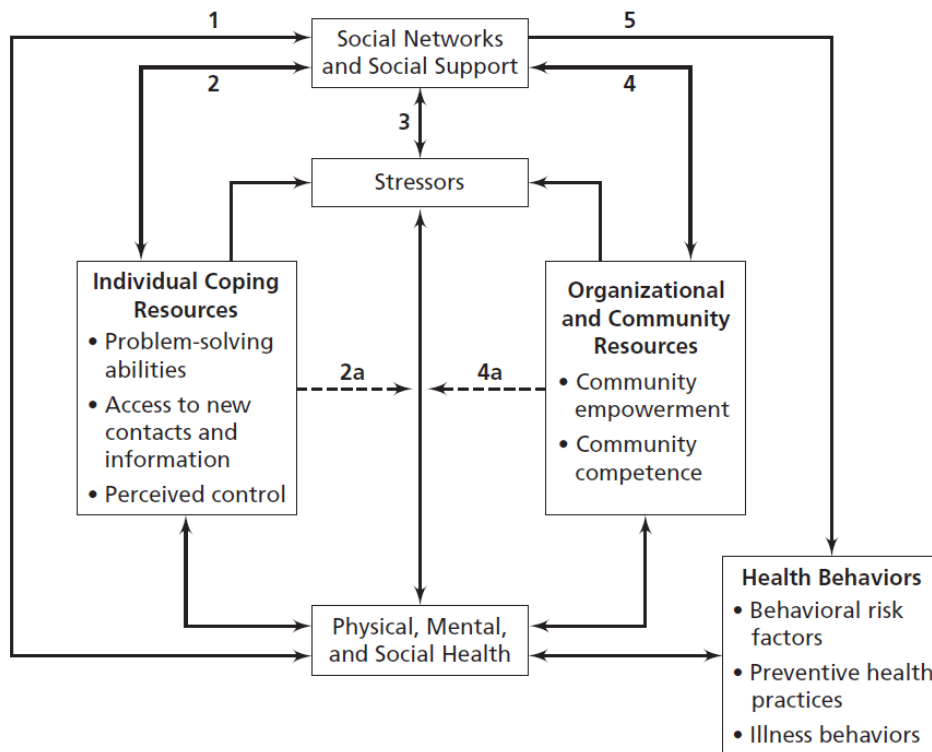 1
Social Networks
and Social Support
5
2
4
3
Stressors
Individual Coping
Resources
• Problem-solving
abilities
• Access to new
contacts and
information
• Perceived control
2a
4a
Organizational
and Community
Resources
• Community
empowerment
• Community
competence
Physical, Mental,
and Social Health
Health Behaviors
• Behavioral risk
factors
• Preventive health
practices
• Illness behaviors